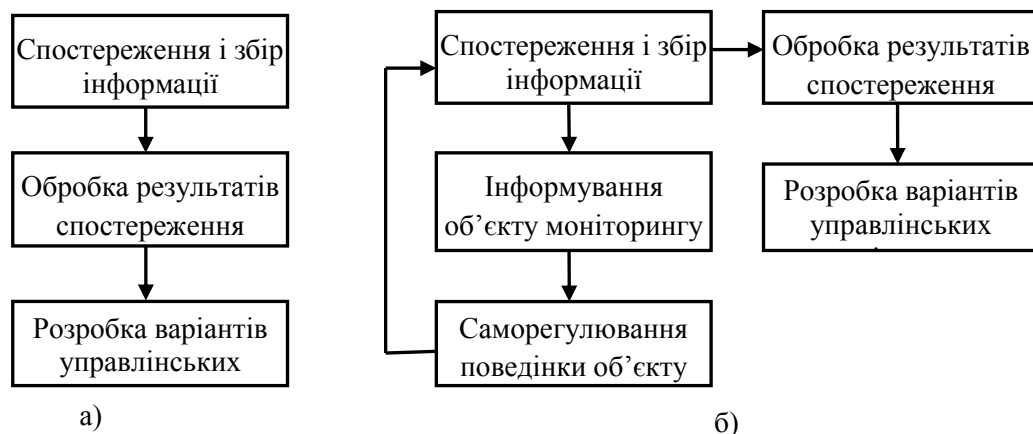 Спостереження і збір
інформації
Обробка результатів
спостереження
Розробка варіантів
управлінських
а)
Спостереження і збір
інформації
Інформування
об’єкту моніторингу
Саморегулювання
поведінки об’єкту
Обробка результатів
спостереження
Розробка варіантів
управлінських
б)